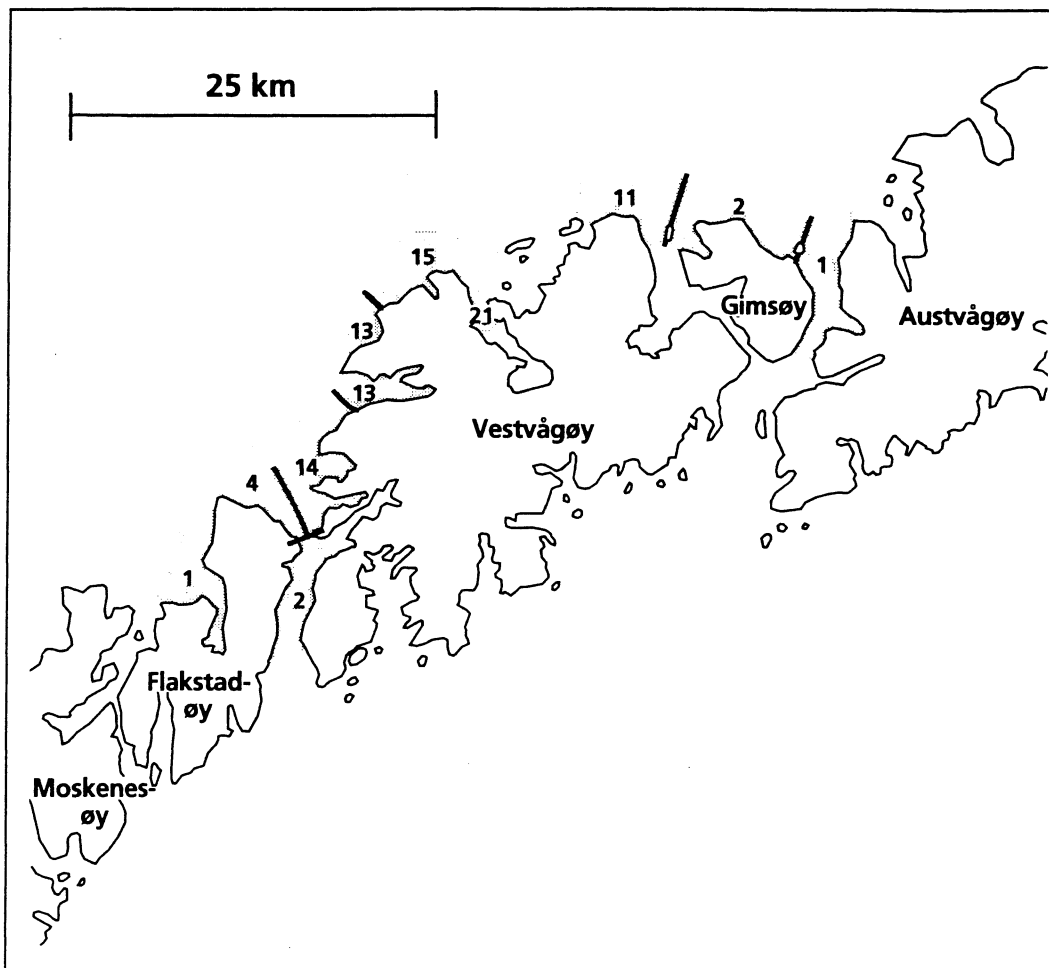 25 km
11
2
15
1
Gimsøy
21
Austvågøy
13
13
Vestvågøy
14
4
1
2
Flakstad-
øy
Moskenes-
øy